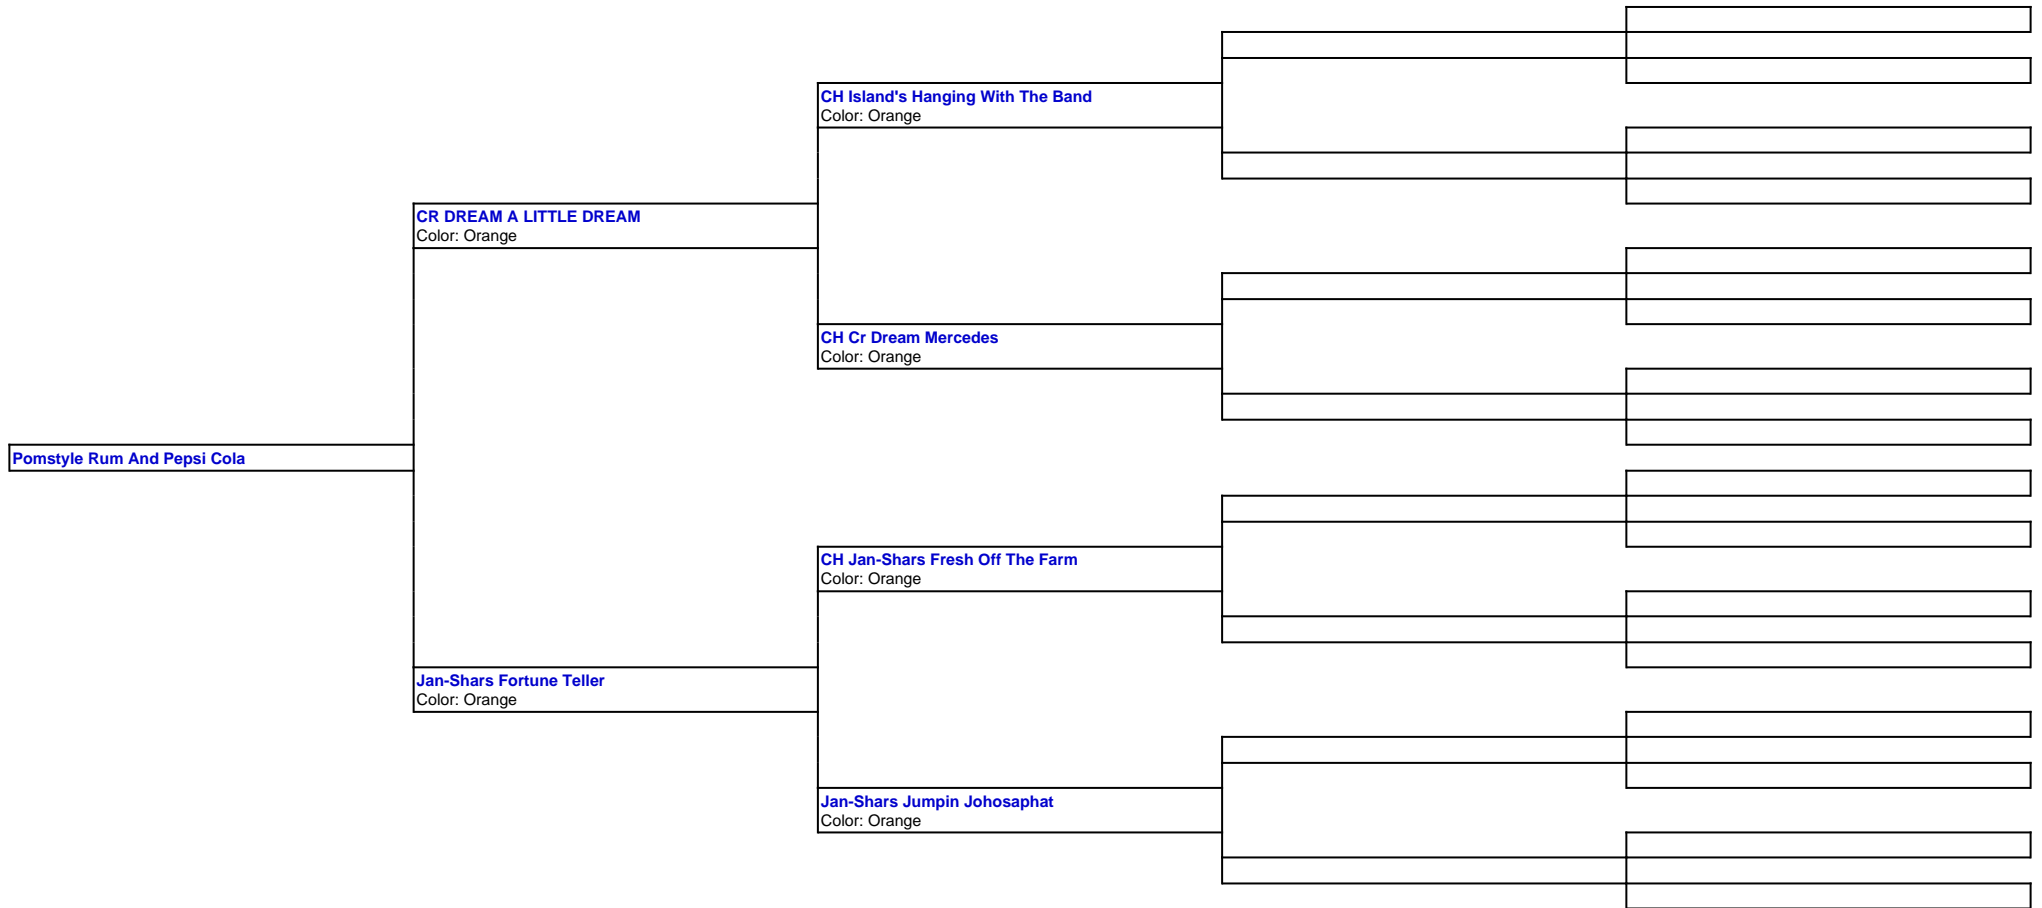 CH Island's Hanging With The Band
Color: Orange
CR DREAM A LITTLE DREAM
Color: Orange
CH Cr Dream Mercedes
Color: Orange
Pomstyle Rum And Pepsi Cola
CH Jan-Shars Fresh Off The Farm
Color: Orange
Jan-Shars Fortune Teller
Color: Orange
Jan-Shars Jumpin Johosaphat
Color: Orange